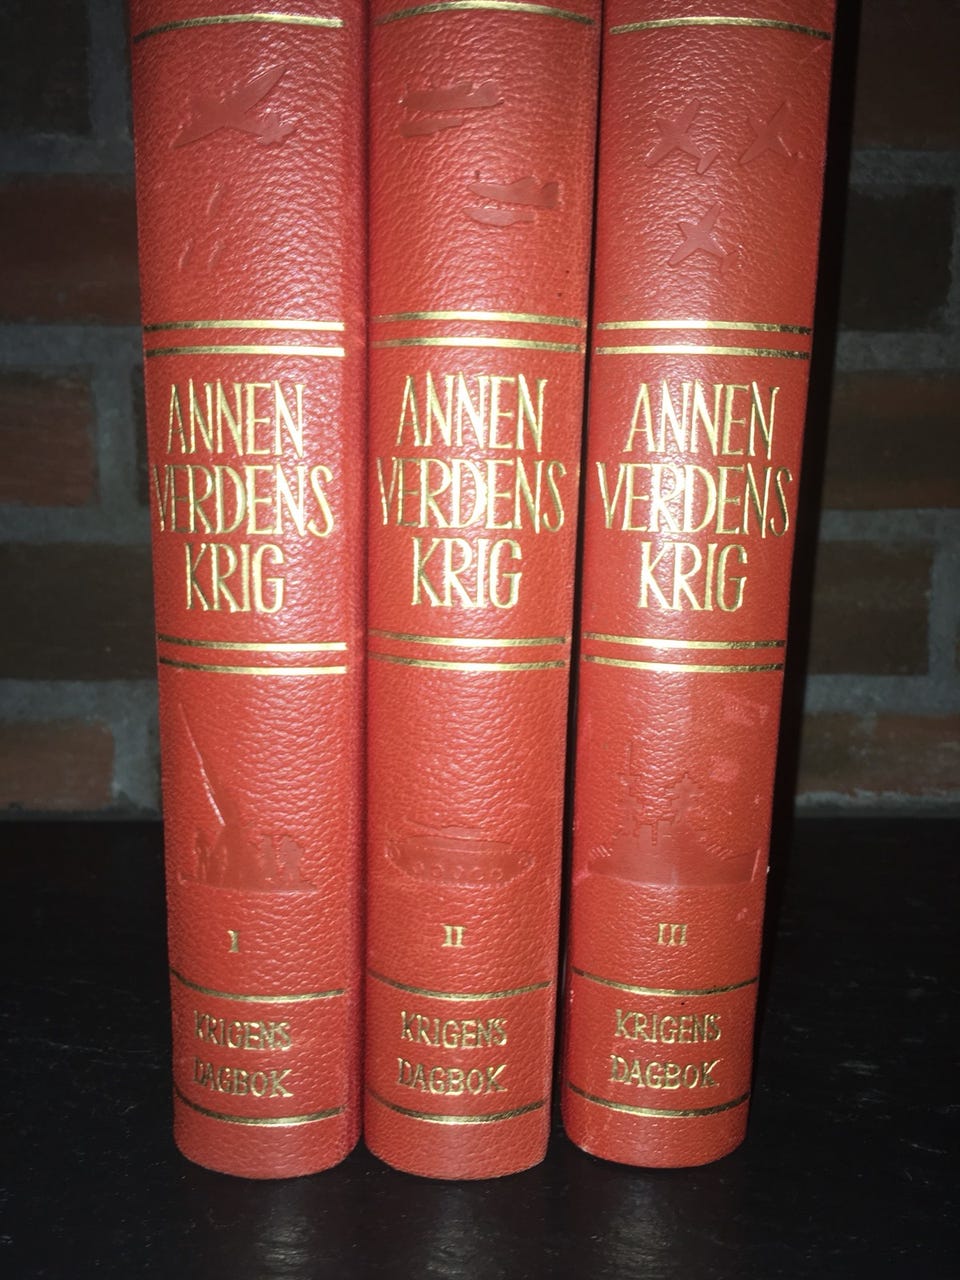 ANNEN
VERDENS
KRIG
I
KRIGENS
DAGBOK
ANNEN
VERDENS
KRIG
II
KRIGENS
DAGBOK
ANNEN
VERDENS
KRIG
III
KRIGENS
DAGBOK